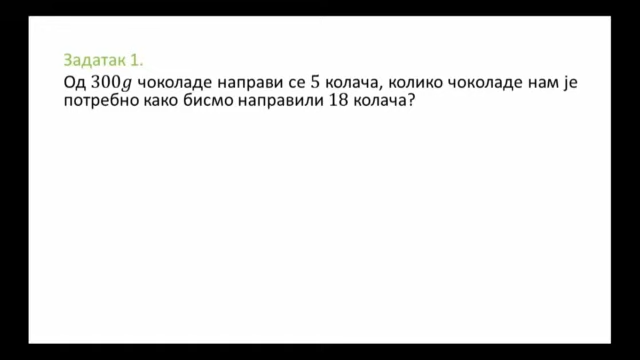 Задатак 1.
Од 300g чоколаде направи се 5 колача, колико чоколаде нам је
потребно како бисмо направили 18 колача?